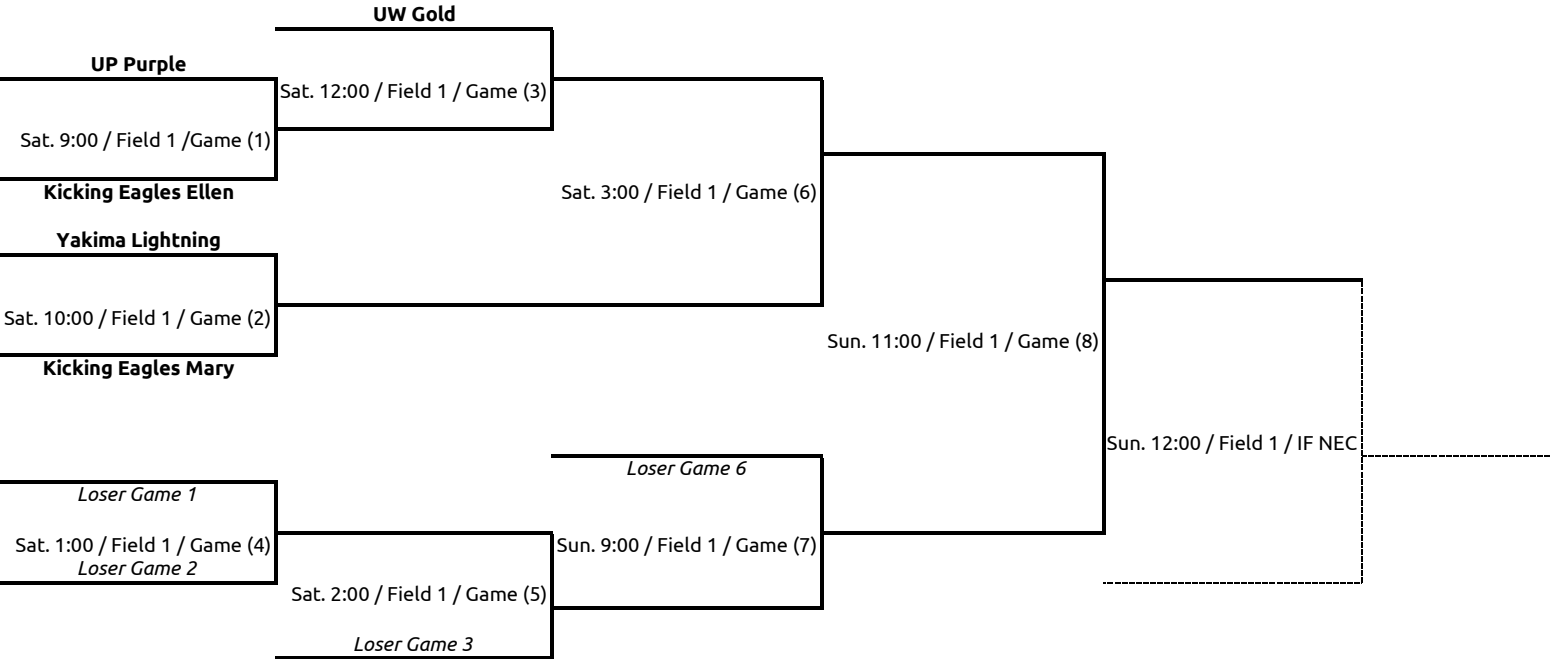 UW Gold
UP Purple
Sat. 12:00 / Field 1 / Game (3)
Sat. 9:00 / Field 1 /Game (1)
Kicking Eagles Ellen
Sat. 3:00 / Field 1 / Game (6)
Yakima Lightning
Sat. 10:00 / Field 1 / Game (2)
Sun. 11:00 / Field 1 / Game (8)
Kicking Eagles Mary
Sun. 12:00 / Field 1 / IF NEC
Loser Game 6
Loser Game 1
Sat. 1:00 / Field 1 / Game (4)
Sun. 9:00 / Field 1 / Game (7)
Loser Game 2
Sat. 2:00 / Field 1 / Game (5)
Loser Game 3